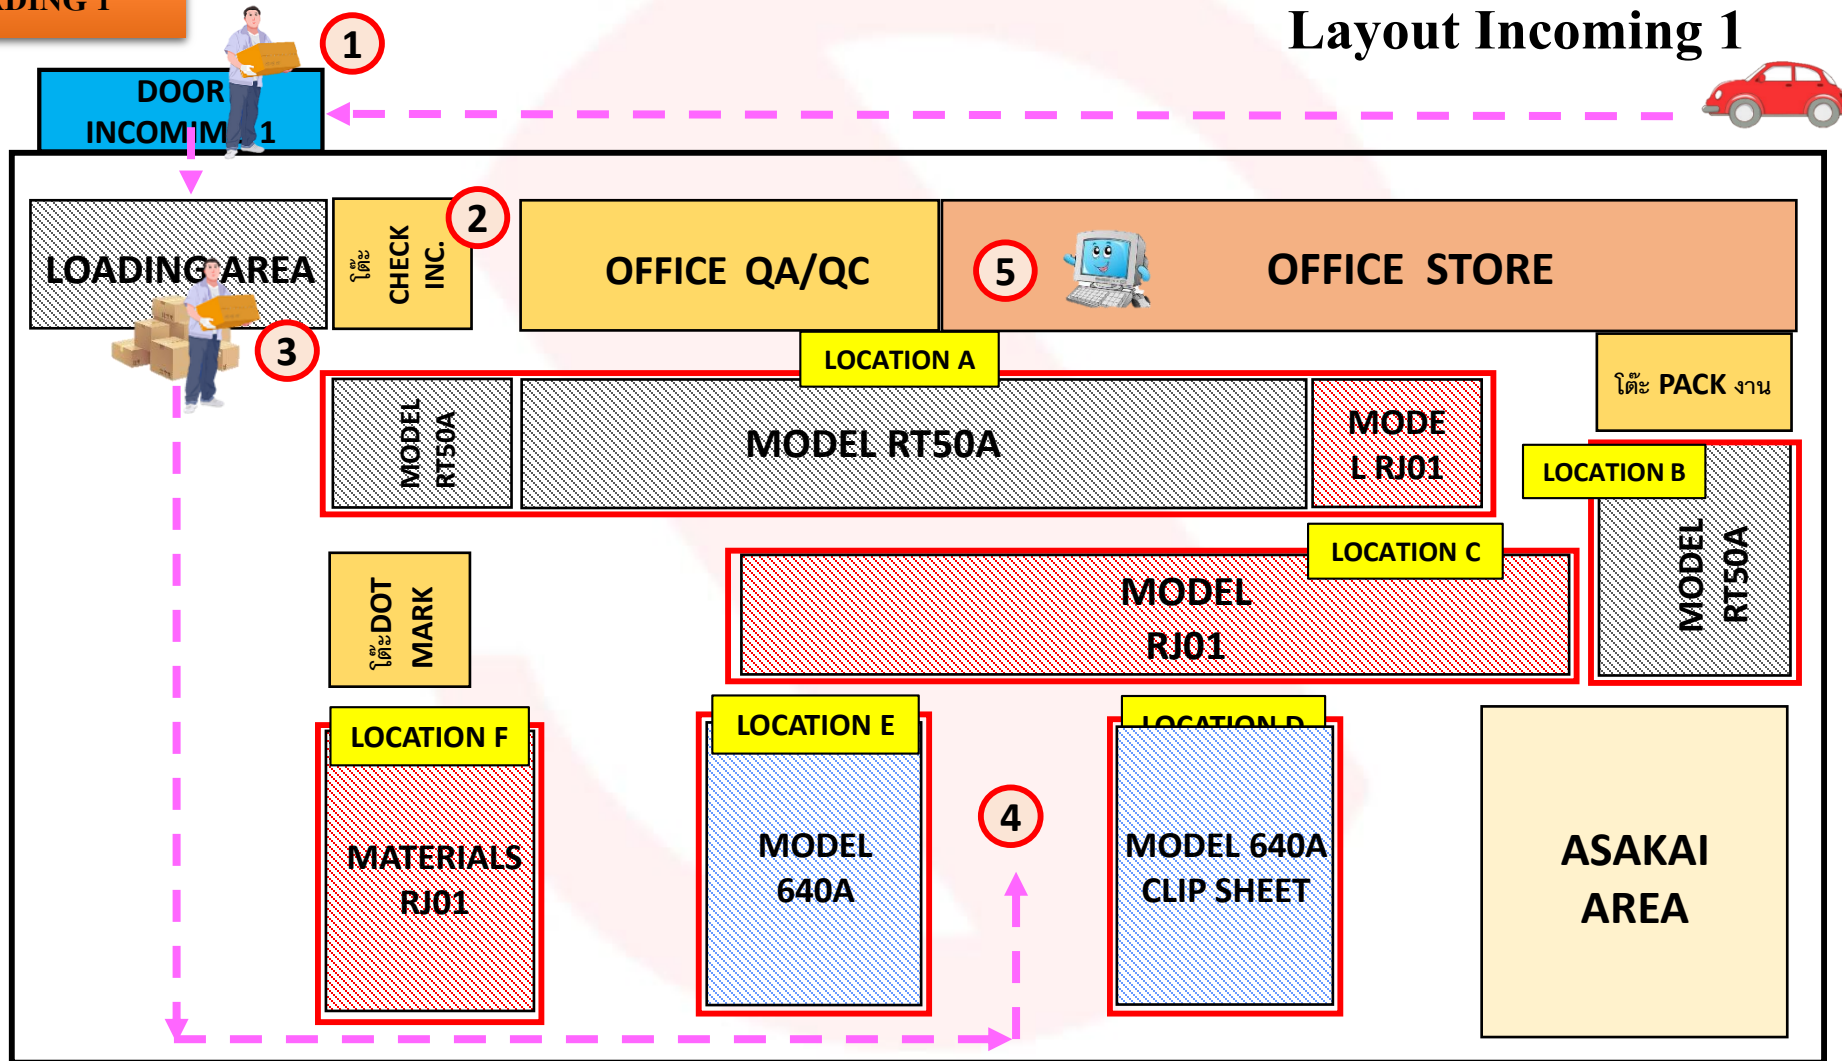 Layout Incoming 1
1
DOOR
2
LOADING AREA
โต๊ะ
CHECK
INC.
OFFICE QA/QC
5
OFFICE STORE
3
LOCATION A
โต๊ะ PACK งาน
MODEL
RT50A
MODEL RT50A
MODE
L RJ01
LOCATION B
MODEL
RT50A
LOCATION C
MODEL
RJ01
โต๊ะDOT
MARK
LOCATION F
MATERIALS
RJ01
LOCATION E
MODEL
640A
4
LOCATION D
MODEL 640A
CLIP SHEET
ASAKAI
AREA